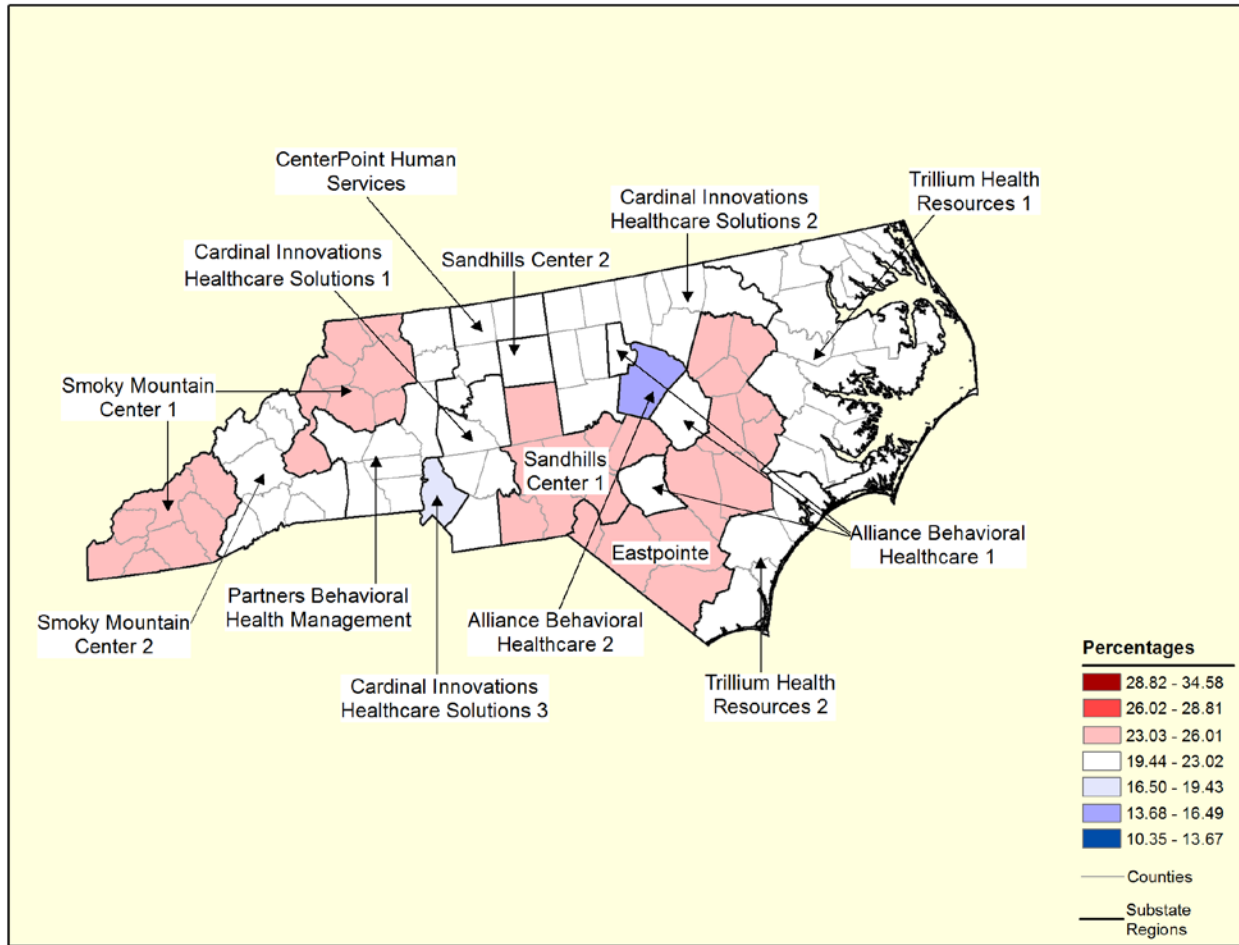 CenterPoint Human
Services
Cardinal Innovations
Healthcare Solutions 2
Trillium Health
Resources 1
Cardinal Innovations
Healthcare Solutions 1
Sandhills Center 2
Smoky Mountain
Center 1
Sandhills
Center 1
Eastpointe
Alliance Behavioral
Healthcare 1
Partners Behavioral
Health Management
Smoky Mountain
Center 2
Alliance Behavioral
Healthcare 2
Cardinal Innovations
Healthcare Solutions 3
Trillium Health
Resources 2
Percentages
28.82 - 34.58
26.02 - 28.81
23.03 - 26.01
19.44 - 23.02
16.50 - 19.43
13.68 - 16.49
10.35 - 13.67
Counties
Substate
Regions